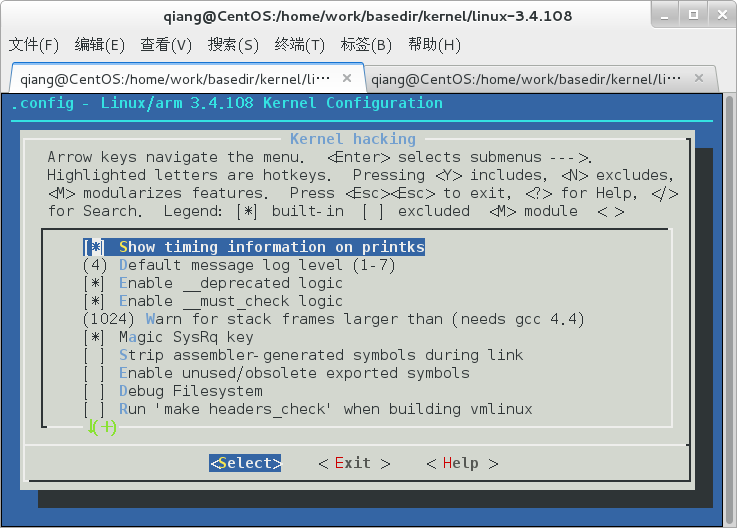 qiang@CentOS:/home/work/basedir/kernel/linux-3.4.108
文件(F) 编辑(E) 查看(V) 搜索(S) 终端(T) 标签(B) 帮助(H)
qiang@CentOS:/home/work/basedir/kernel/li··· × qiang@CentOS:/home/work/basedir/kernel/li··· ×
.config - Linux/arm 3.4.108 Kernel Configuration
Kernel hacking
Arrow keys navigate the menu. <Enter> selects submenus --->.
Highlighted letters are hotkeys. Pressing <Y> includes, <N> excludes,
<M> modularizes features. Press <Esc><Esc> to exit, <?> for Help, </>
for Search. Legend: [*] built-in [ ] excluded <M> module < >
[*] Show timing information on printks
(4) Default message log level (1-7)
[*] Enable __deprecated logic
[*] Enable __must_check logic
(1024) Warn for stack frames larger than (needs gcc 4.4)
[*] Magic SysRq key
[ ] Strip assembler-generated symbols during link
[ ] Enable unused/obsolete exported symbols
[ ] Debug Filesystem
[ ] Run 'make headers_check' when building vmlinux
↓(+)
<Select> < Exit > < Help >